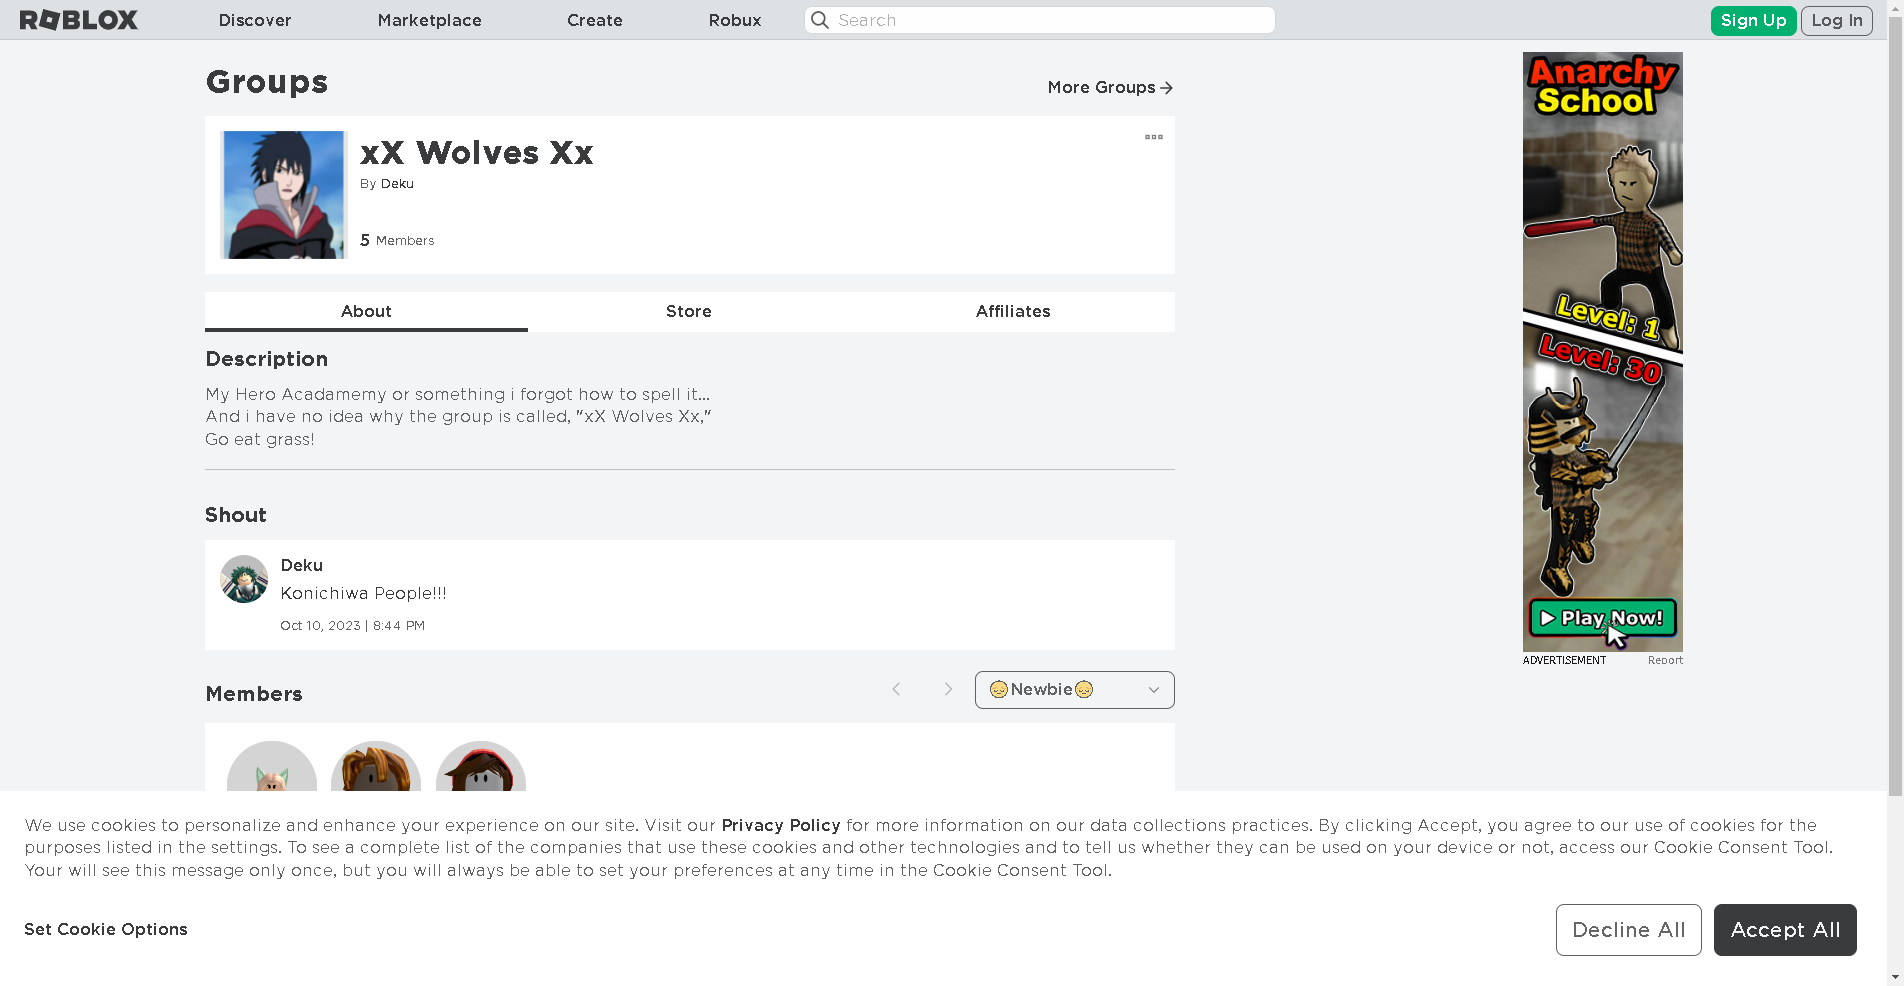 ROBLOX
Discover
Marketplace
Create
Robux
Search
Sign Up
Log In
Groups
More Groups
xX Wolves Xx
By Deku
5 Members
About
Store
Affiliates
Description
My Hero Acadamemy or something i forgot how to spell it...
And i have no idea why the group is called, "xX Wolves Xx,"
Go eat grass!
Shout
Deku
Konichiwa People!!!
Oct 10, 2023 | 8:44 PM
Members
😔Newbie😔
Anarchy
School
Level: 1
Level: 30
Play Now!
ADVERTISEMENT
Report
We use cookies to personalize and enhance your experience on our site. Visit our Privacy Policy for more information on our data collections practices. By clicking Accept, you agree to our use of cookies for the
purposes listed in the settings. To see a complete list of the companies that use these cookies and other technologies and to tell us whether they can be used on your device or not, access our Cookie Consent Tool.
Your will see this message only once, but you will always be able to set your preferences at any time in the Cookie Consent Tool.
Set Cookie Options
Decline All
Accept All